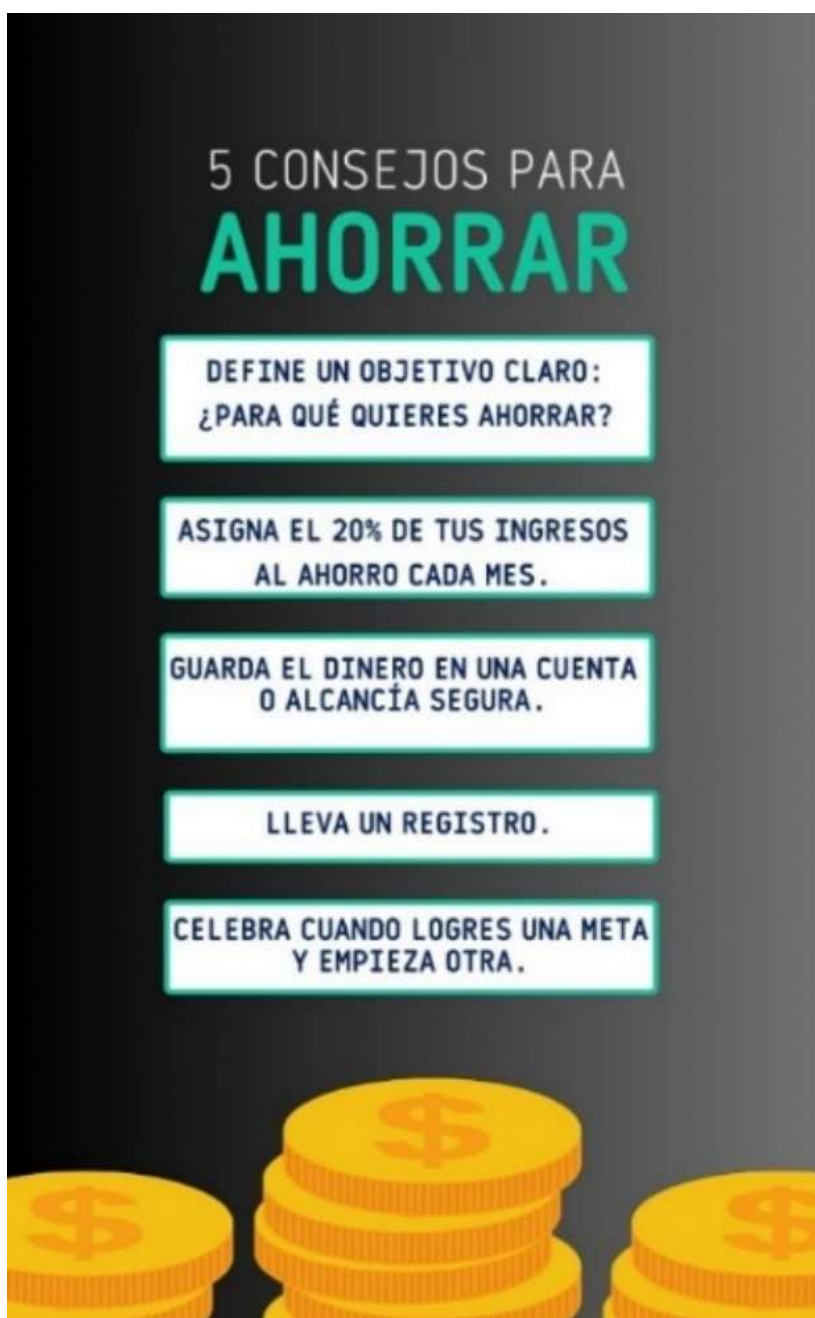 5 CONSEJOS PARA
AHORRAR
DEFINE UN OBJETIVO CLARO:
¿PARA QUÉ QUIERES AHORRAR?
ASIGNA EL 20% DE TUS INGRESOS
AL AHORRO CADA MES.
GUARDA EL DINERO EN UNA CUENTA
O ALCANCÍA SEGURA.
LLEVA UN REGISTRO.
CELEBRA CUANDO LOGRES UNA META
Y EMPIEZA OTRA.
$
$
$